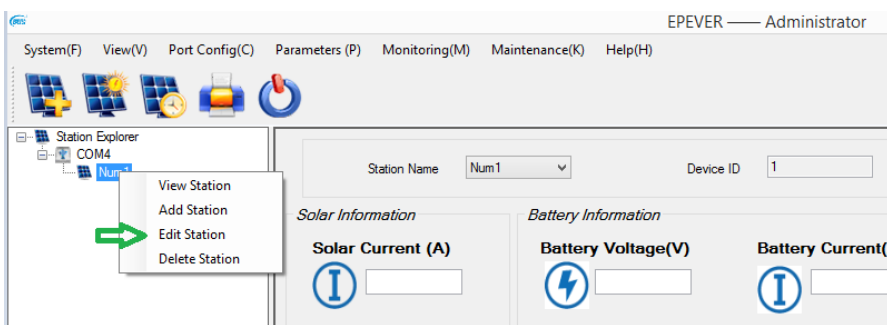 EPEVER —— Administrator
System(F) View(V) Port Config(C) Parameters (P) Monitoring(M) Maintenance(K) Help(H)
Station Explorer
COM4
Num1
View Station
Add Station
Edit Station
Delete Station
Station Name Num1 Device ID 1
Solar Information Battery Information
Solar Current (A) Battery Voltage(V) Battery Current(